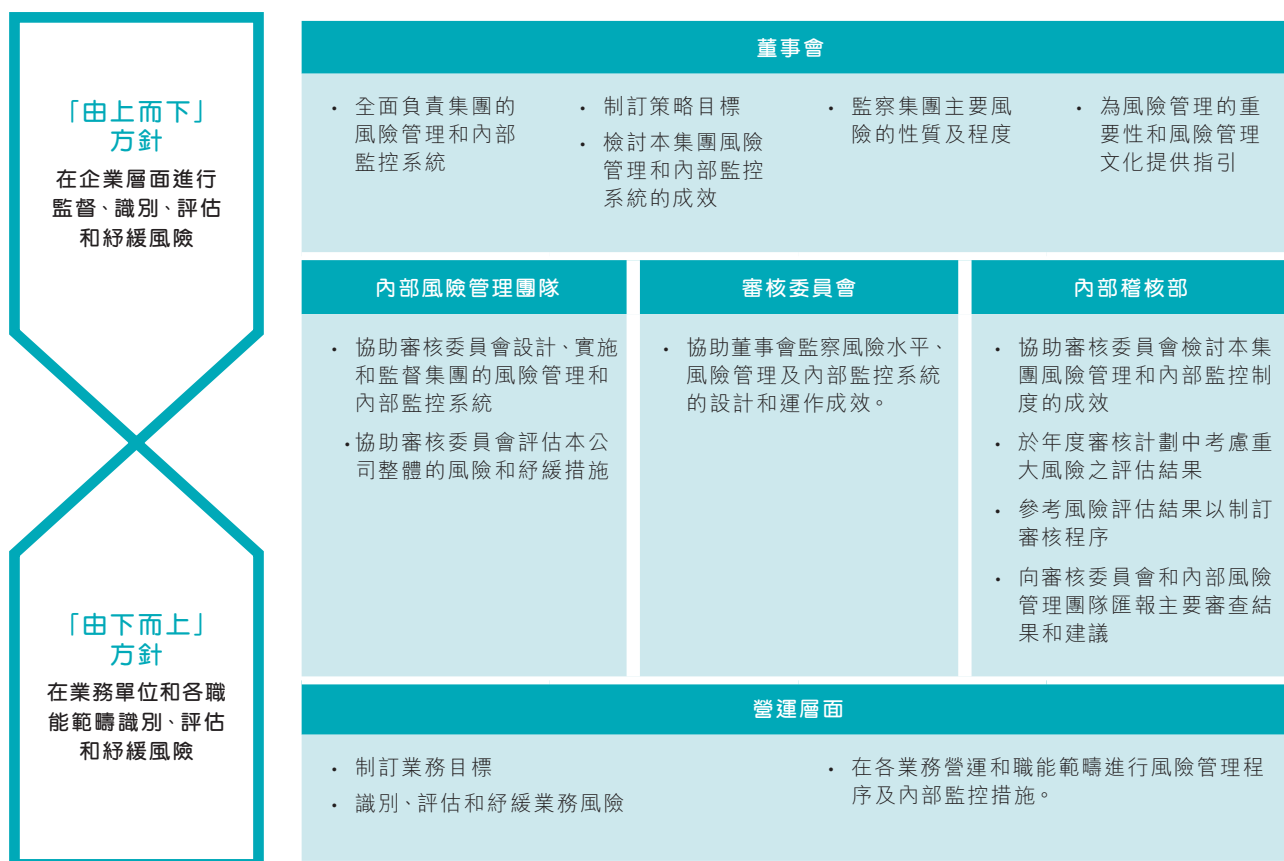 「由上而下」
方針
在企業層面進行
監督、識別、評估
和紓緩風險
董事會
• 全面負責集團的
風險管理和內部
監控系統
• 制訂策略目標
• 檢討本集團風險
管理和內部監控
系統的成效
• 監察集團主要風
險的性質及程度
• 為風險管理的重
要性和風險管理
文化提供指引
內部風險管理團隊
• 協助審核委員會設計、實施
和監督集團的風險管理和
內部監控系統
•協助審核委員會評估本公
司整體的風險和紓緩措施
審核委員會
• 協助董事會監察風險水平、
風險管理及內部監控系統
的設計和運作成效。
內部稽核部
• 協助審核委員會檢討本集
團風險管理和內部監控制
度的成效
• 於年度審核計劃中考慮重
大風險之評估結果
• 參考風險評估結果以制訂
審核程序
• 向審核委員會和內部風險
管理團隊匯報主要審查結
果和建議
「由下而上」
方針
在業務單位和各職
能範疇識別、評估
和紓緩風險
營運層面
• 制訂業務目標
• 識別、評估和紓緩業務風險
• 在各業務營運和職能範疇進行風險管理程
序及內部監控措施。